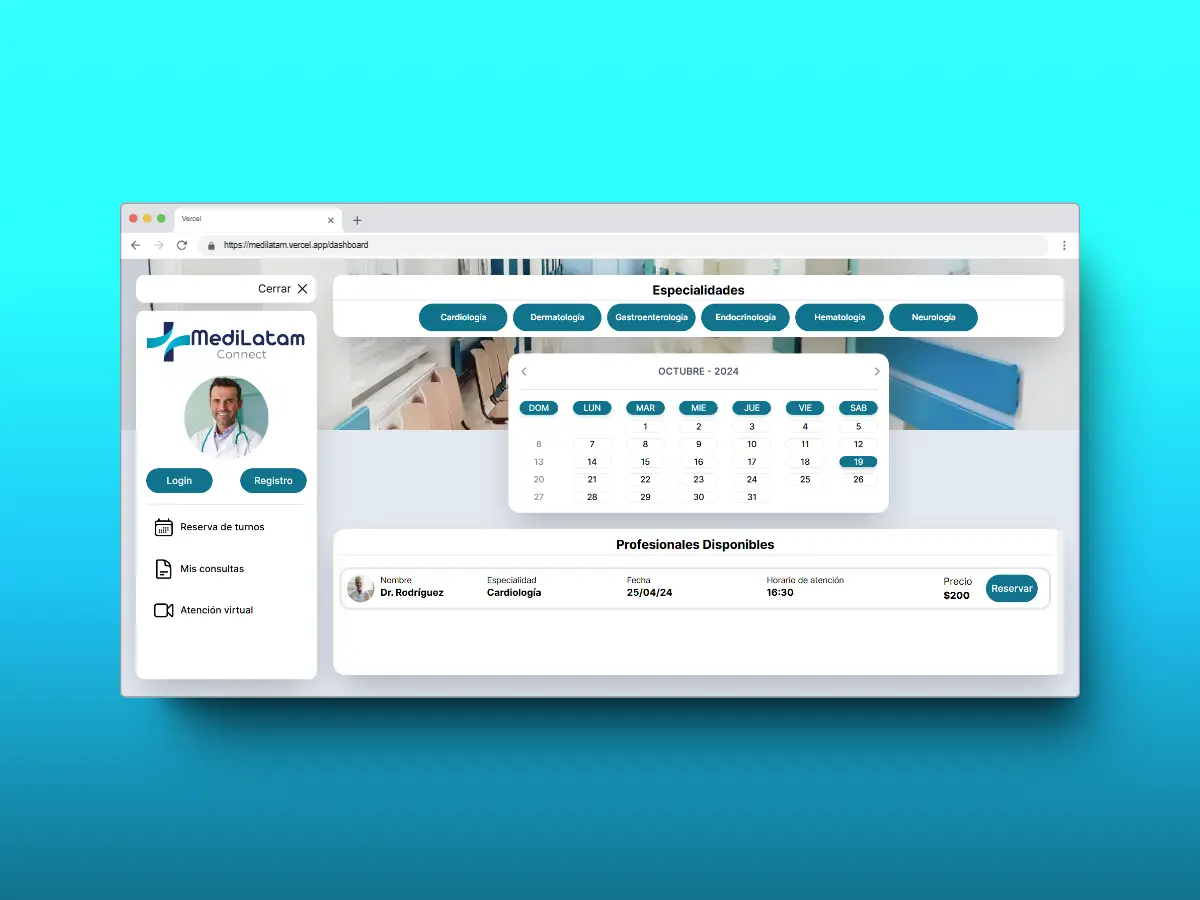 Vercel
https://medilatam.vercel.app/dashboard
Cerrar
MediLatam
Connect
Login Registro
Reserva de turnos
Mis consultas
Atención virtual
Especialidades
Cardiología Dermatología Gastroenterología Endocrinología Hematología Neurología
OCTUBRE - 2024
DOM LUN MAR MIE JUE VIE SAB
1 2 3 4 5
6 7 8 9 10 11 12
13 14 15 16 17 18 19
20 21 22 23 24 25 26
27 28 29 30 31
Profesionales Disponibles
Nombre Especialidad Fecha Horario de atención Precio
Dr. Rodríguez Cardiología 25/04/24 16:30 $200
Reservar